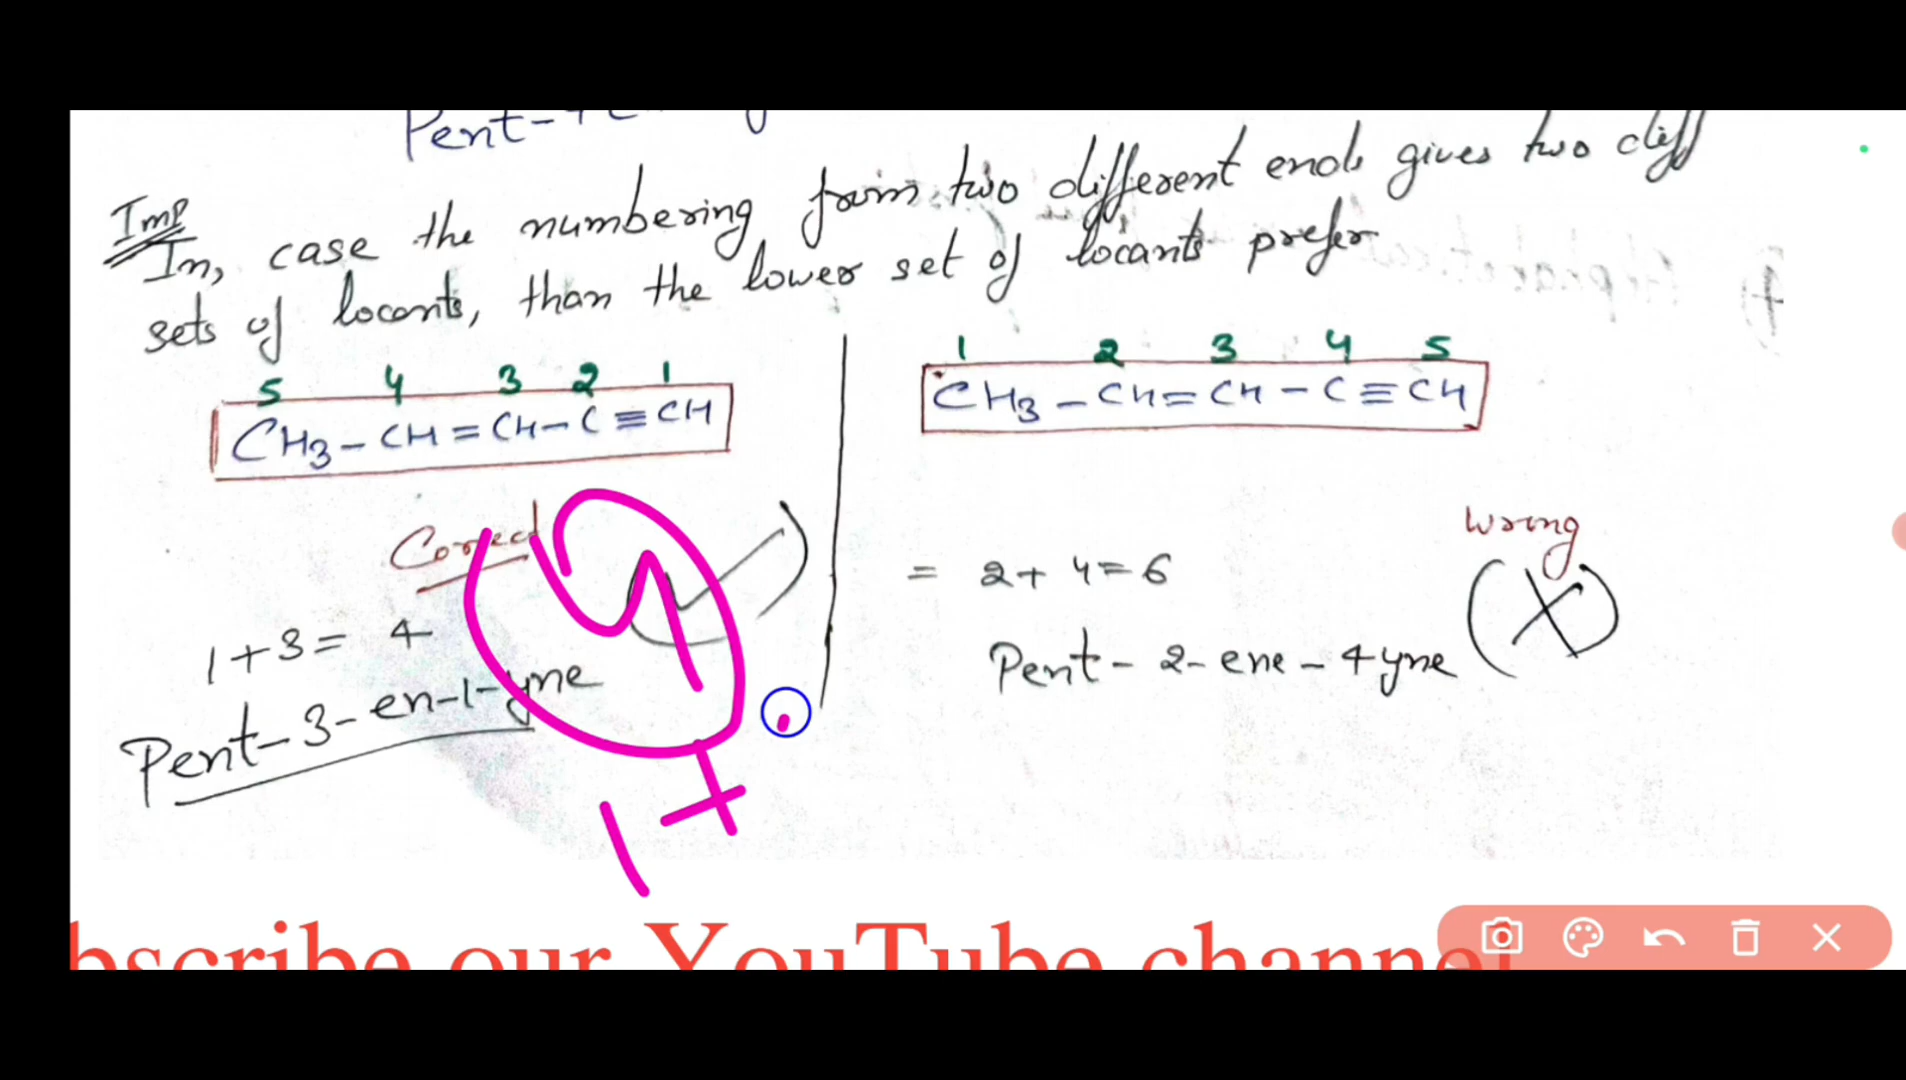 Pent-4
Imp
In, case the numbering from two different ends gives two diff
sets of locants, than the lower set of locants prefer
5 4 3 2 1
CH3 - CH = CH - C ≡ CH
Correct
1+3= 4
Pent-3-en-1-yne
1+
1 2 3 4 5
CH3 - CH = CH - C ≡ CH
wrong
= 2+ 4=6
(X)
Pent- 2- ene - 4yne
bscribe our YouTube channel